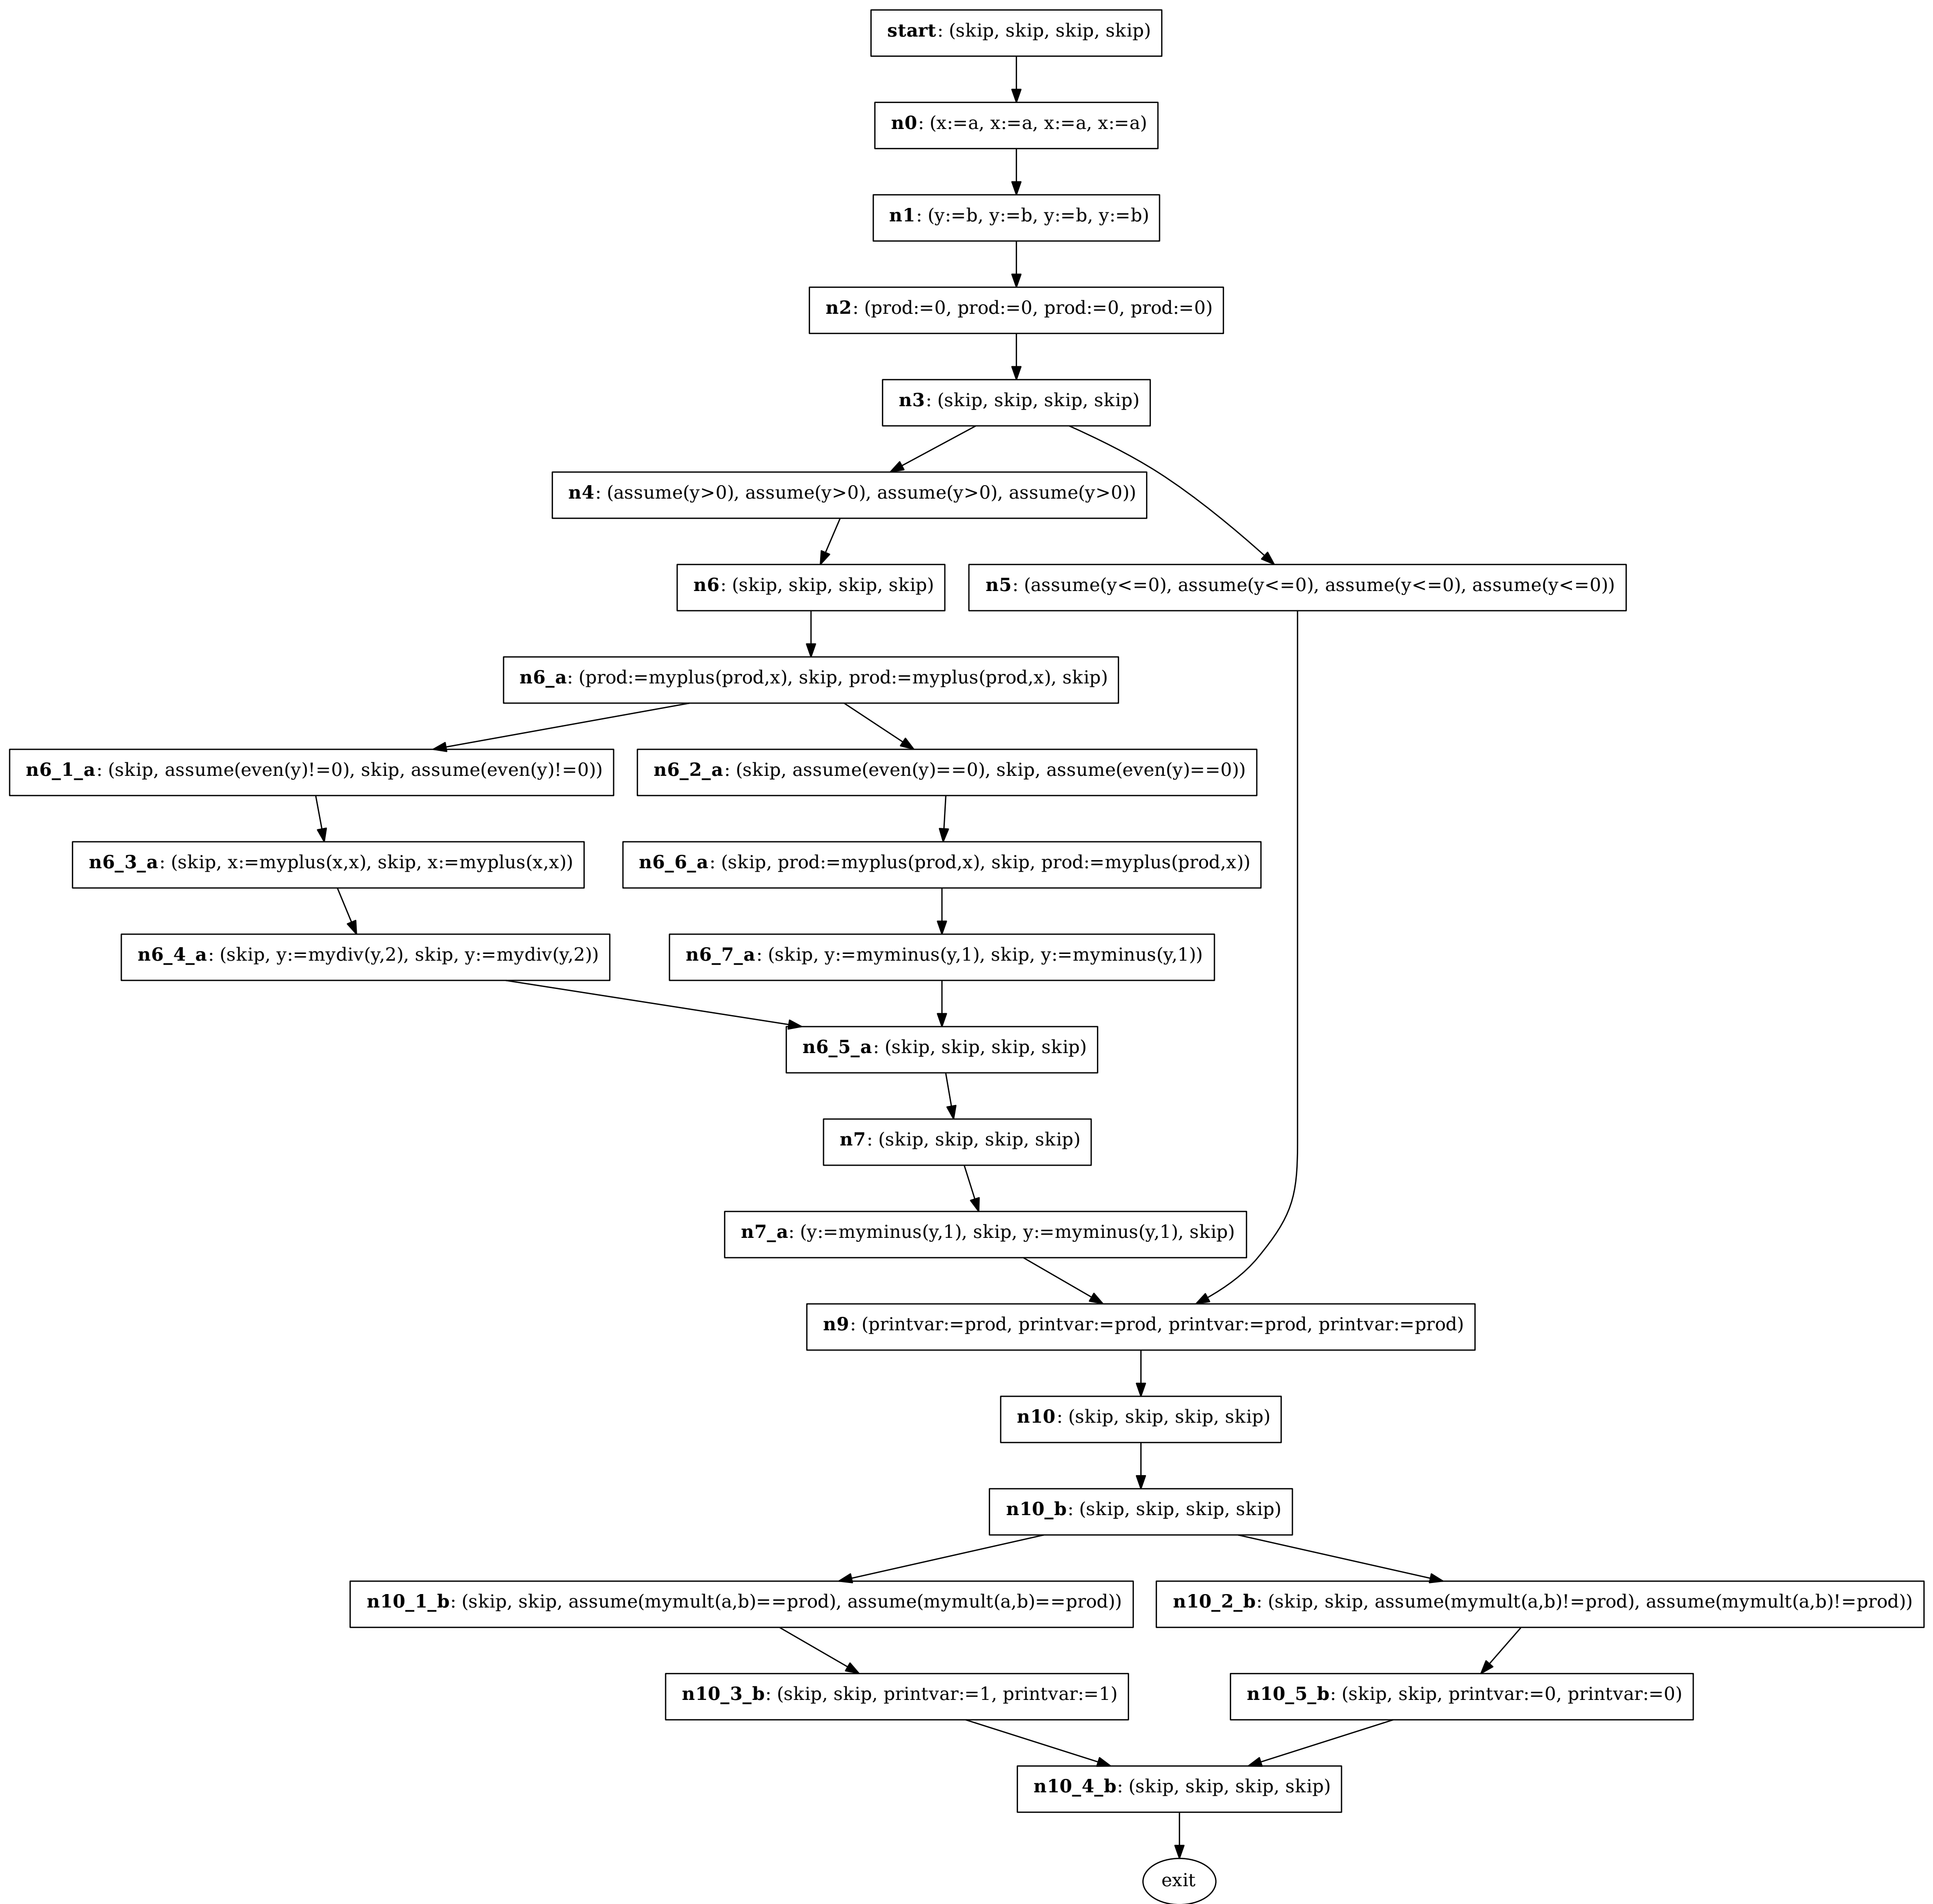 start: (skip, skip, skip, skip)
n0: (x:=a, x:=a, x:=a, x:=a)
n1: (y:=b, y:=b, y:=b, y:=b)
n2: (prod:=0, prod:=0, prod:=0, prod:=0)
n3: (skip, skip, skip, skip)
n4: (assume(y>0), assume(y>0), assume(y>0), assume(y>0))
n6: (skip, skip, skip, skip)
n5: (assume(y<=0), assume(y<=0), assume(y<=0), assume(y<=0))
n6_a: (prod:=myplus(prod,x), skip, prod:=myplus(prod,x), skip)
n6_1_a: (skip, assume(even(y)!=0), skip, assume(even(y)!=0))
n6_2_a: (skip, assume(even(y)==0), skip, assume(even(y)==0))
n6_3_a: (skip, x:=myplus(x,x), skip, x:=myplus(x,x))
n6_6_a: (skip, prod:=myplus(prod,x), skip, prod:=myplus(prod,x))
n6_4_a: (skip, y:=mydiv(y,2), skip, y:=mydiv(y,2))
n6_7_a: (skip, y:=myminus(y,1), skip, y:=myminus(y,1))
n6_5_a: (skip, skip, skip, skip)
n7: (skip, skip, skip, skip)
n7_a: (y:=myminus(y,1), skip, y:=myminus(y,1), skip)
n9: (printvar:=prod, printvar:=prod, printvar:=prod, printvar:=prod)
n10: (skip, skip, skip, skip)
n10_b: (skip, skip, skip, skip)
n10_1_b: (skip, skip, assume(mymult(a,b)==prod), assume(mymult(a,b)==prod))
n10_2_b: (skip, skip, assume(mymult(a,b)!=prod), assume(mymult(a,b)!=prod))
n10_3_b: (skip, skip, printvar:=1, printvar:=1)
n10_5_b: (skip, skip, printvar:=0, printvar:=0)
n10_4_b: (skip, skip, skip, skip)
exit